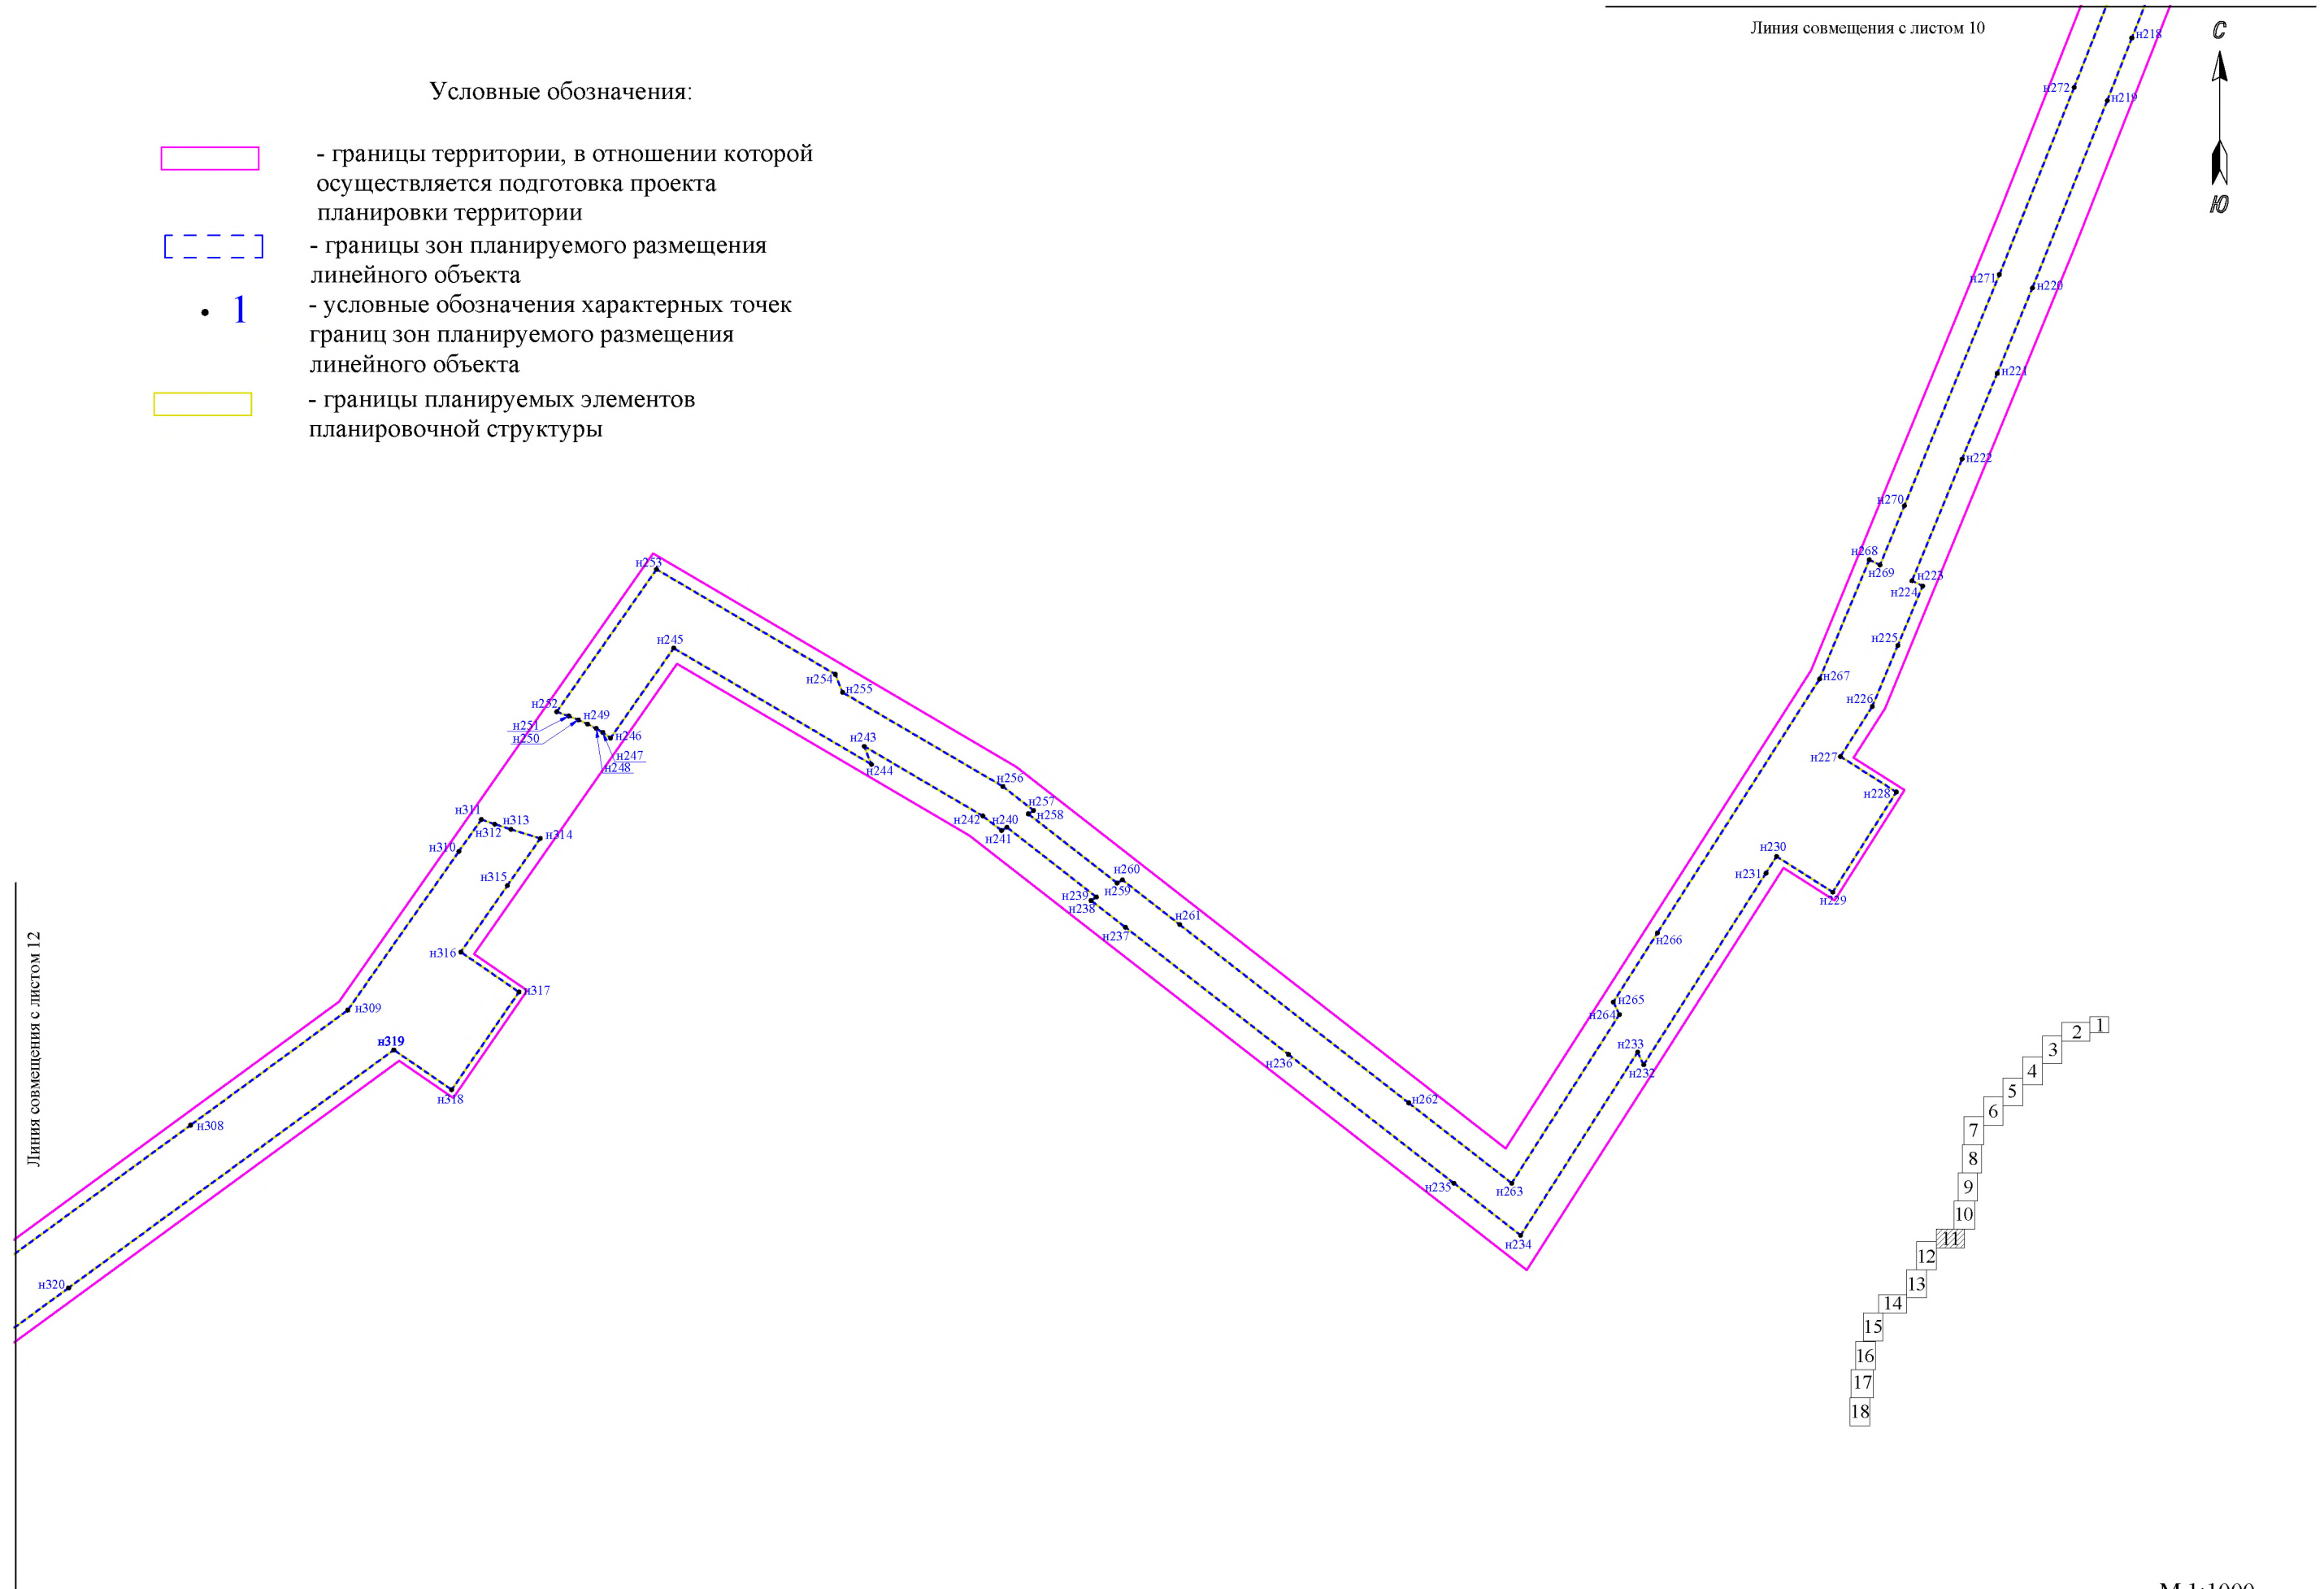 Линия совмещения с листом 10
С
Ю
Условные обозначения:
- границы территории, в отношении которой
осуществляется подготовка проекта
планировки территории
- границы зон планируемого размещения
линейного объекта
1
- условные обозначения характерных точек
границ зон планируемого размещения
линейного объекта
- границы планируемых элементов
планировочной структуры
н218
н272
н219
н271
н220
н221
н222
н270
н268
н269
н223
н224
н225
н267
н226
н227
н228
н229
н230
н231
н266
н265
н264
н233
н232
н263
н234
н235
н262
н236
н261
н237
н260
н259
н239
н238
н257
н258
н256
н240
н241
н242
н243
н244
н255
н254
н253
н245
н252
н249
н251
н250
н246
н247
н248
н311
н313
н312
н314
н310
н315
н316
н317
н309
н319
н318
н308
н320
Линия совмещения с листом 12
1
2
3
4
5
6
7
8
9
10
11
12
13
14
15
16
17
18
М 1:1000